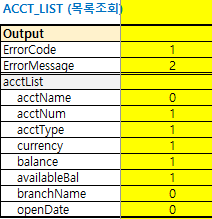 ACCT_LIST (목록조회)
Output
ErrorCode 1
ErrorMessage 2
acctList
acctName 0
acctNum 1
acctType 1
currency 1
balance 1
availableBal 1
branchName 0
openDate 0